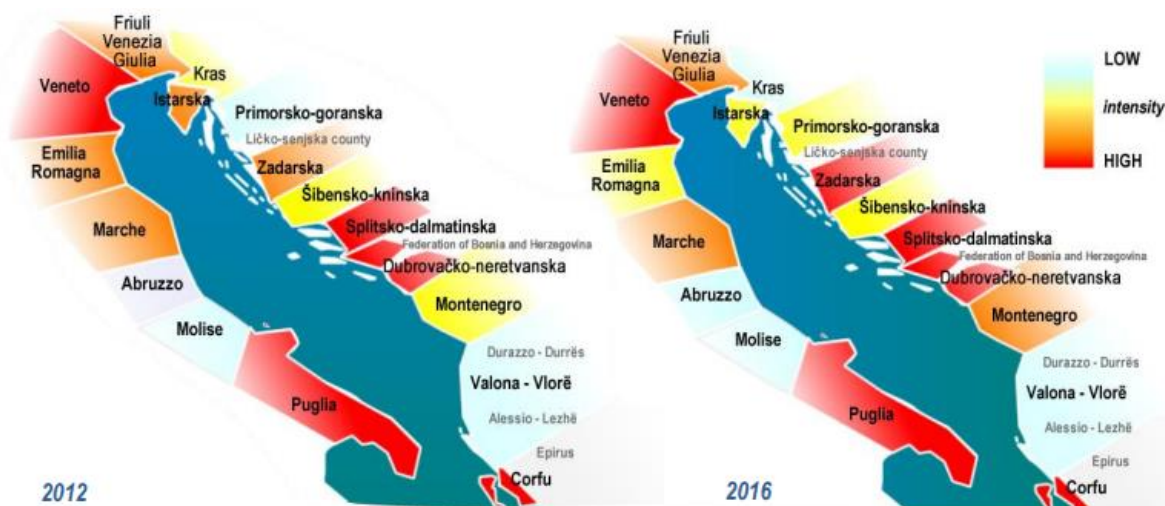 Friuli
Venezia
Giulia
Veneto
Kras
Istarska
Primorsko-goranska
Ličko-senjska county
Emilia
Romagna
Zadarska
Šibensko-kninska
Marche
Splitsko-dalmatinska
Federation of Bosnia and Herzegovina
Dubrovačko-neretvanska
Abruzzo
Montenegro
Molise
Durazzo - Durrës
Valona - Vlorë
Puglia
Alessio - Lezhë
Epirus
Corfu
2012
Friuli
Venezia
Giulia
Veneto
Kras
Istarska
Primorsko-goranska
Ličko-senjska county
Emilia
Romagna
Zadarska
Šibensko-kninska
Marche
Splitsko-dalmatinska
Federation of Bosnia and Herzegovina
Dubrovačko-neretvanska
Abruzzo
Montenegro
Molise
Durazzo - Durrës
Valona - Vlorë
Puglia
Alessio - Lezhë
Epirus
Corfu
2016
LOW
intensity
HIGH